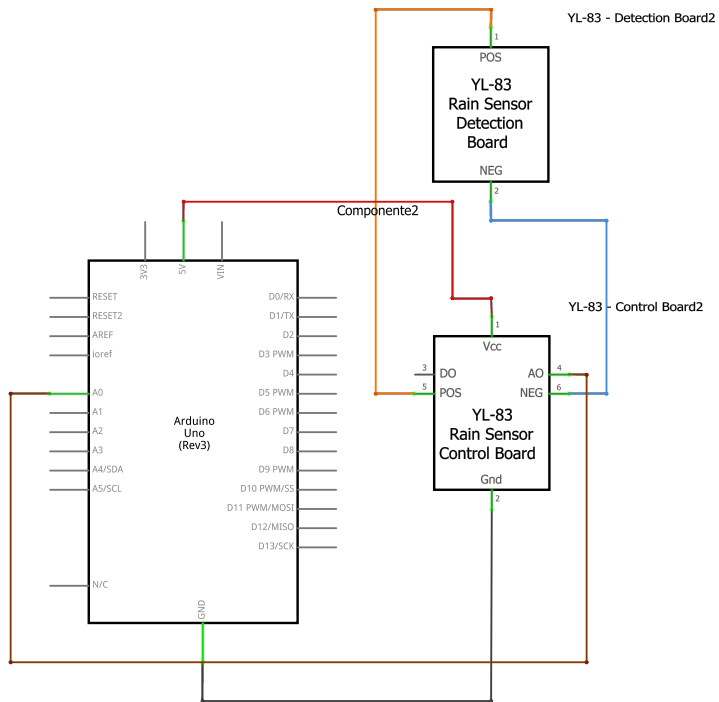 YL-83 - Detection Board2
1
POS
YL-83
Rain Sensor
Detection
Board
NEG
2
Componente2
3V3
5V
VIN
RESET
RESET2
AREF
ioref
A0
A1
A2
A3
A4/SDA
A5/SCL
N/C
Arduino
Uno
(Rev3)
D0/RX
D1/TX
D2
D3 PWM
D4
D5 PWM
D6 PWM
D7
D8
D9 PWM
D10 PWM/SS
D11 PWM/MOSI
D12/MISO
D13/SCK
GND
YL-83 - Control Board2
1
Vcc
3 DO AO 4
5 POS NEG 6
YL-83
Rain Sensor
Control Board
Gnd
2